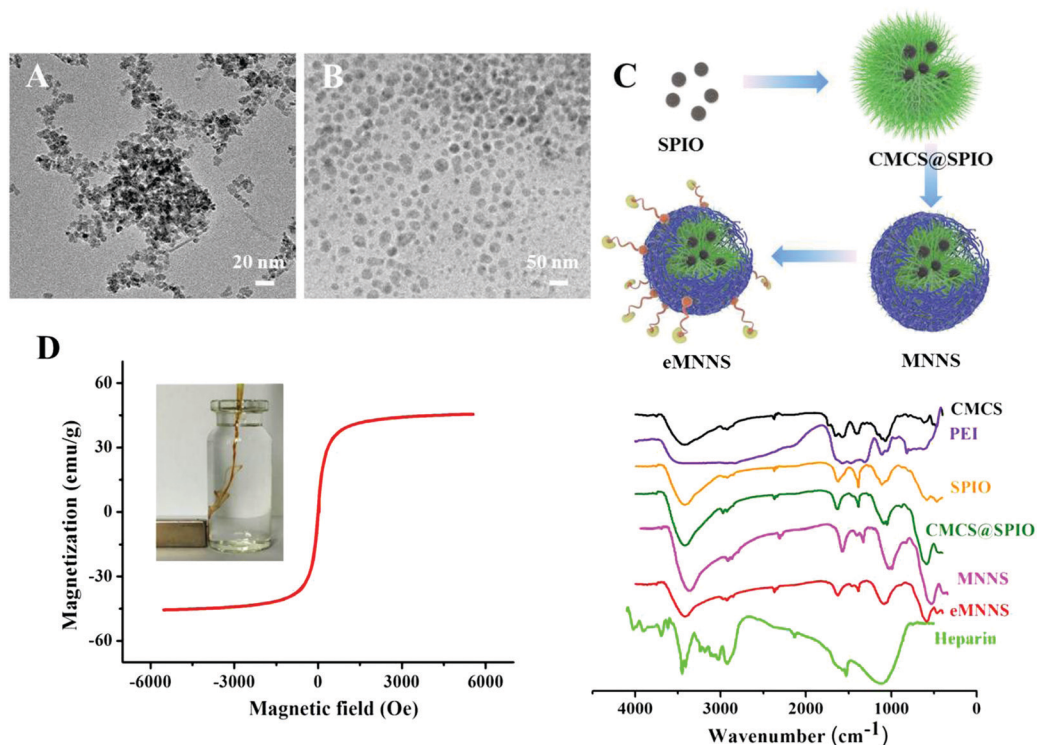 A
20 nm
B
50 nm
C
SPIO
CMCS@SPIO
eMNNS
MNNS
D
Magnetization (emu/g)
60
30
0
-30
-60
-6000 -3000 0 3000 6000
Magnetic field (Oe)
CMCS
PEI
SPIO
CMCS@SPIO
MNNS
eMNNS
Heparin
4000 3000 2000 1000 0
Wavenumber (cm-1)